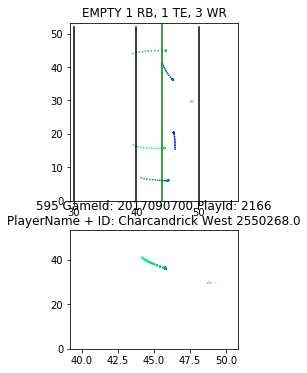 EMPTY 1 RB, 1 TE, 3 WR
50
40
30
20
10
0
30 40 50
595 GameId: 2017090700 PlayId: 2166
PlayerName + ID: Charcandrick West 2550268.0
40
20
0
40.0 42.5 45.0 47.5 50.0